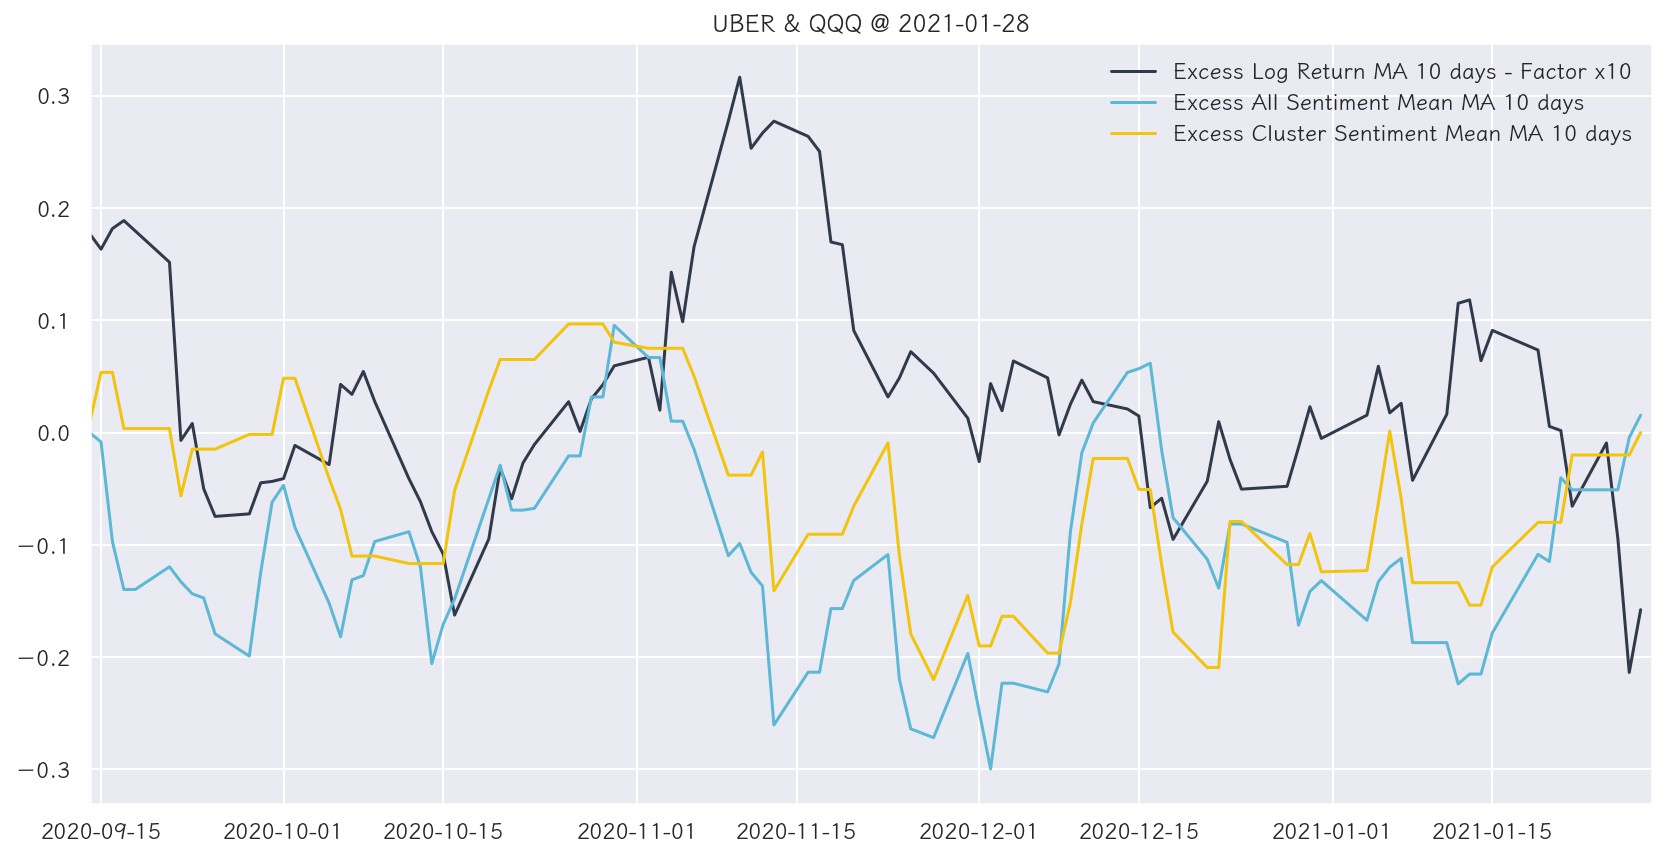 UBER & QQQ @ 2021-01-28
Excess Log Return MA 10 days - Factor x10
Excess All Sentiment Mean MA 10 days
Excess Cluster Sentiment Mean MA 10 days
0.3
0.2
0.1
0.0
−0.1
−0.2
−0.3
2020-09-15 2020-10-01 2020-10-15 2020-11-01 2020-11-15 2020-12-01 2020-12-15 2021-01-01 2021-01-15